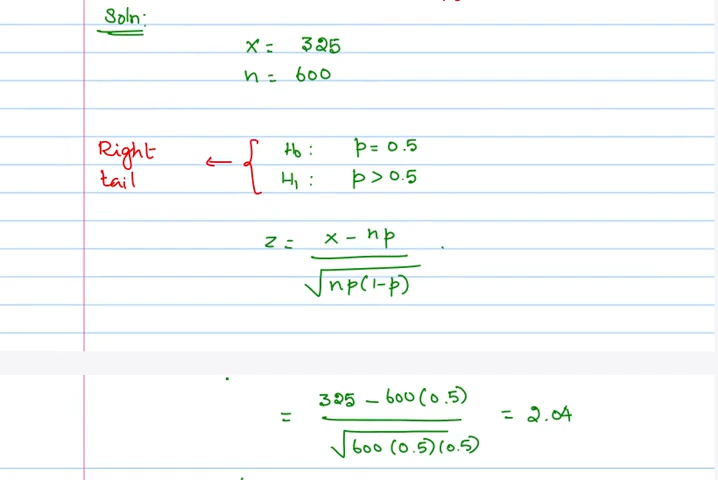 Soln:
x = 325
n = 600
Right tail ← { H₀ : p = 0.5
H₁ : p > 0.5
z = (x - np) / √(np(1-p))
= (325 - 600(0.5)) / √(600(0.5)(0.5)) = 2.04